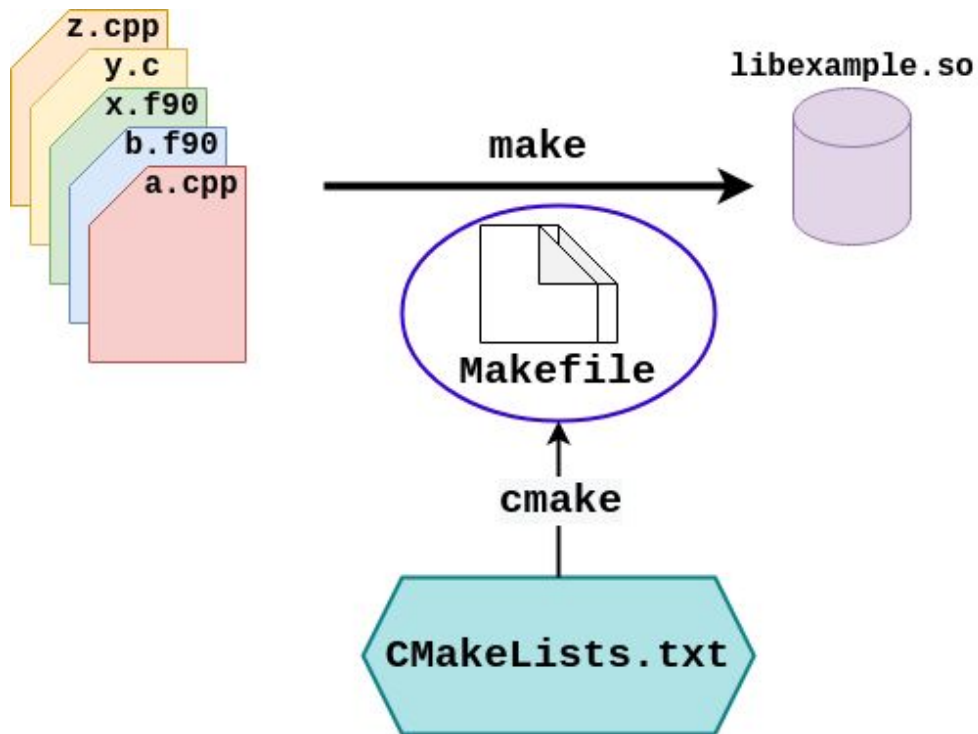 z.cpp
y.c
x.f90
b.f90
a.cpp
make
libexample.so
Makefile
cmake
CMakeLists.txt